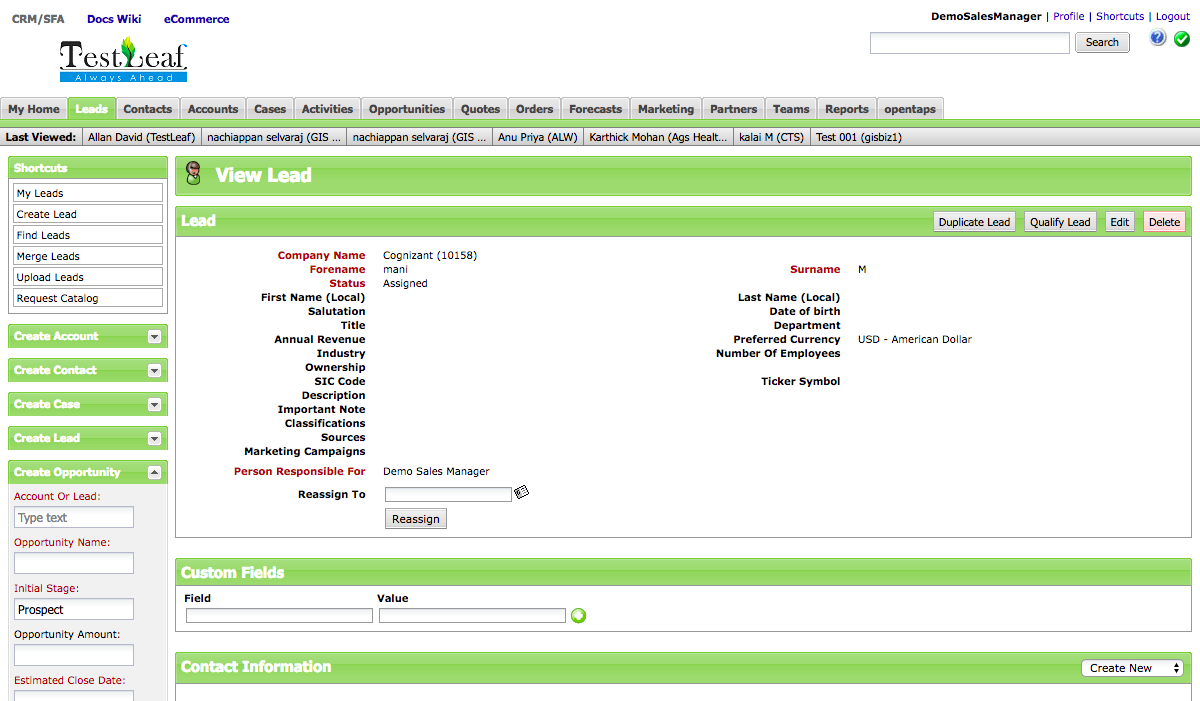 CRM/SFA Docs Wiki eCommerce
DemoSalesManager | Profile | Shortcuts | Logout
TestLeaf
Always Ahead
Search
?
My Home Leads Contacts Accounts Cases Activities Opportunities Quotes Orders Forecasts Marketing Partners Teams Reports opentaps
Last Viewed: Allan David (TestLeaf) nachiappan selvaraj (GIS ... nachiappan selvaraj (GIS ... Anu Priya (ALW) Karthick Mohan (Ags Healt... kalai M (CTS) Test 001 (gisbiz1)
Shortcuts
My Leads
Create Lead
Find Leads
Merge Leads
Upload Leads
Request Catalog
Create Account
Create Contact
Create Case
Create Lead
Create Opportunity
Account Or Lead:
Type text
Opportunity Name:
Initial Stage:
Prospect
Opportunity Amount:
Estimated Close Date:
View Lead
Lead
Duplicate Lead Qualify Lead Edit Delete
Company Name Cognizant (10158)
Forename mani Surname M
Status Assigned
First Name (Local) Last Name (Local)
Salutation Date of birth
Title Department
Annual Revenue Preferred Currency USD - American Dollar
Industry Number Of Employees
Ownership
SIC Code Ticker Symbol
Description
Important Note
Classifications
Sources
Marketing Campaigns
Person Responsible For Demo Sales Manager
Reassign To
Reassign
Custom Fields
Field Value
Contact Information
Create New